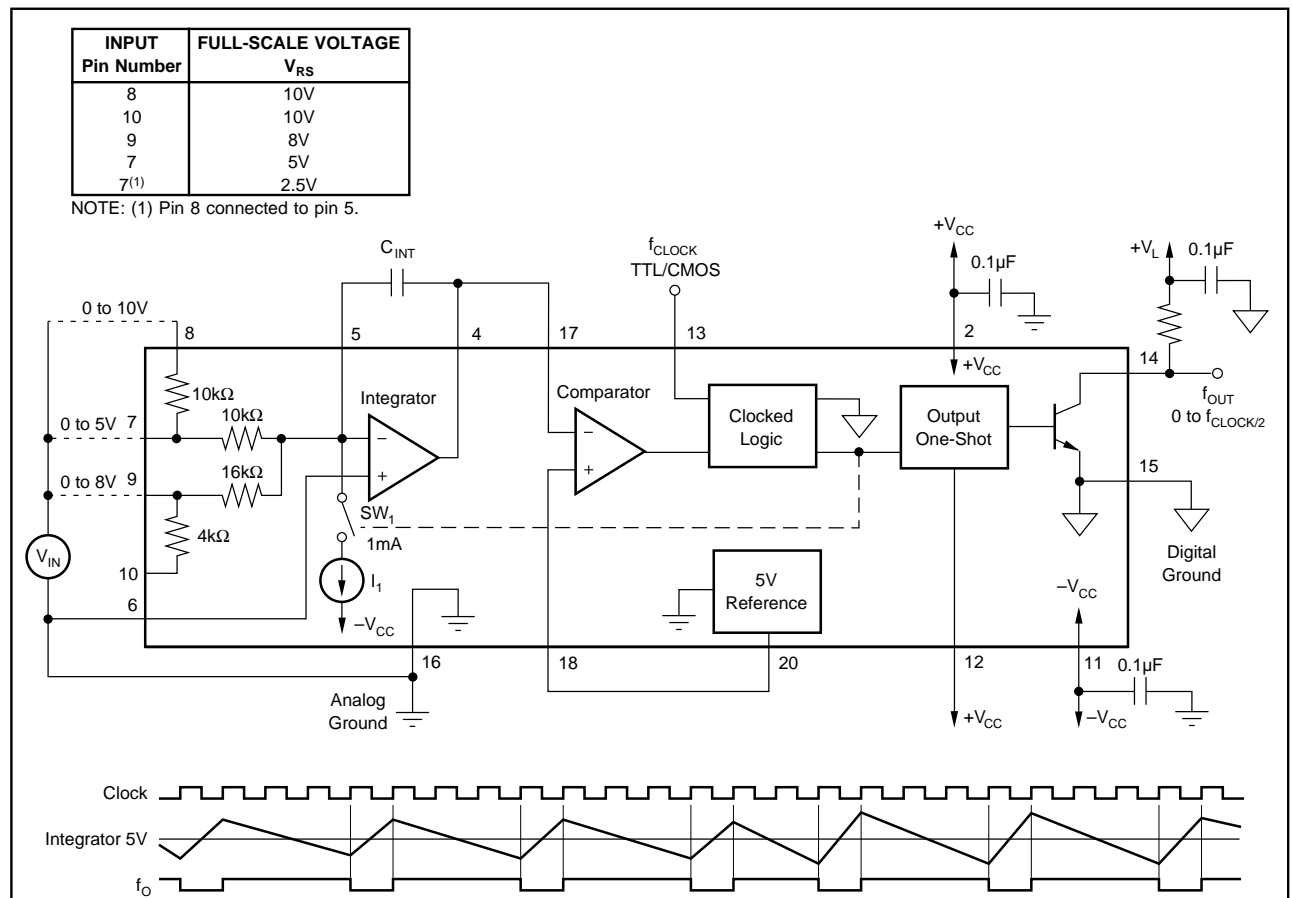 INPUT FULL-SCALE VOLTAGE
Pin Number V_RS
8 10V
10 10V
9 8V
7 5V
7(1) 2.5V
NOTE: (1) Pin 8 connected to pin 5.
C_INT
f_CLOCK
TTL/CMOS
+V_CC
0.1µF
+V_L
0.1µF
0 to 10V
8
5
4
17
13
2
14
+V_CC
10kΩ
10kΩ
Integrator
Comparator
Clocked
Logic
Output
One-Shot
f_OUT
0 to f_CLOCK/2
0 to 5V
7
–
+
–
+
0 to 8V
9
16kΩ
15
SW_1
4kΩ
1mA
V_IN
10
I_1
5V
Reference
Digital
Ground
6
–V_CC
–V_CC
16
18
20
12
11
0.1µF
Analog
Ground
+V_CC
–V_CC
Clock
Integrator 5V
f_O